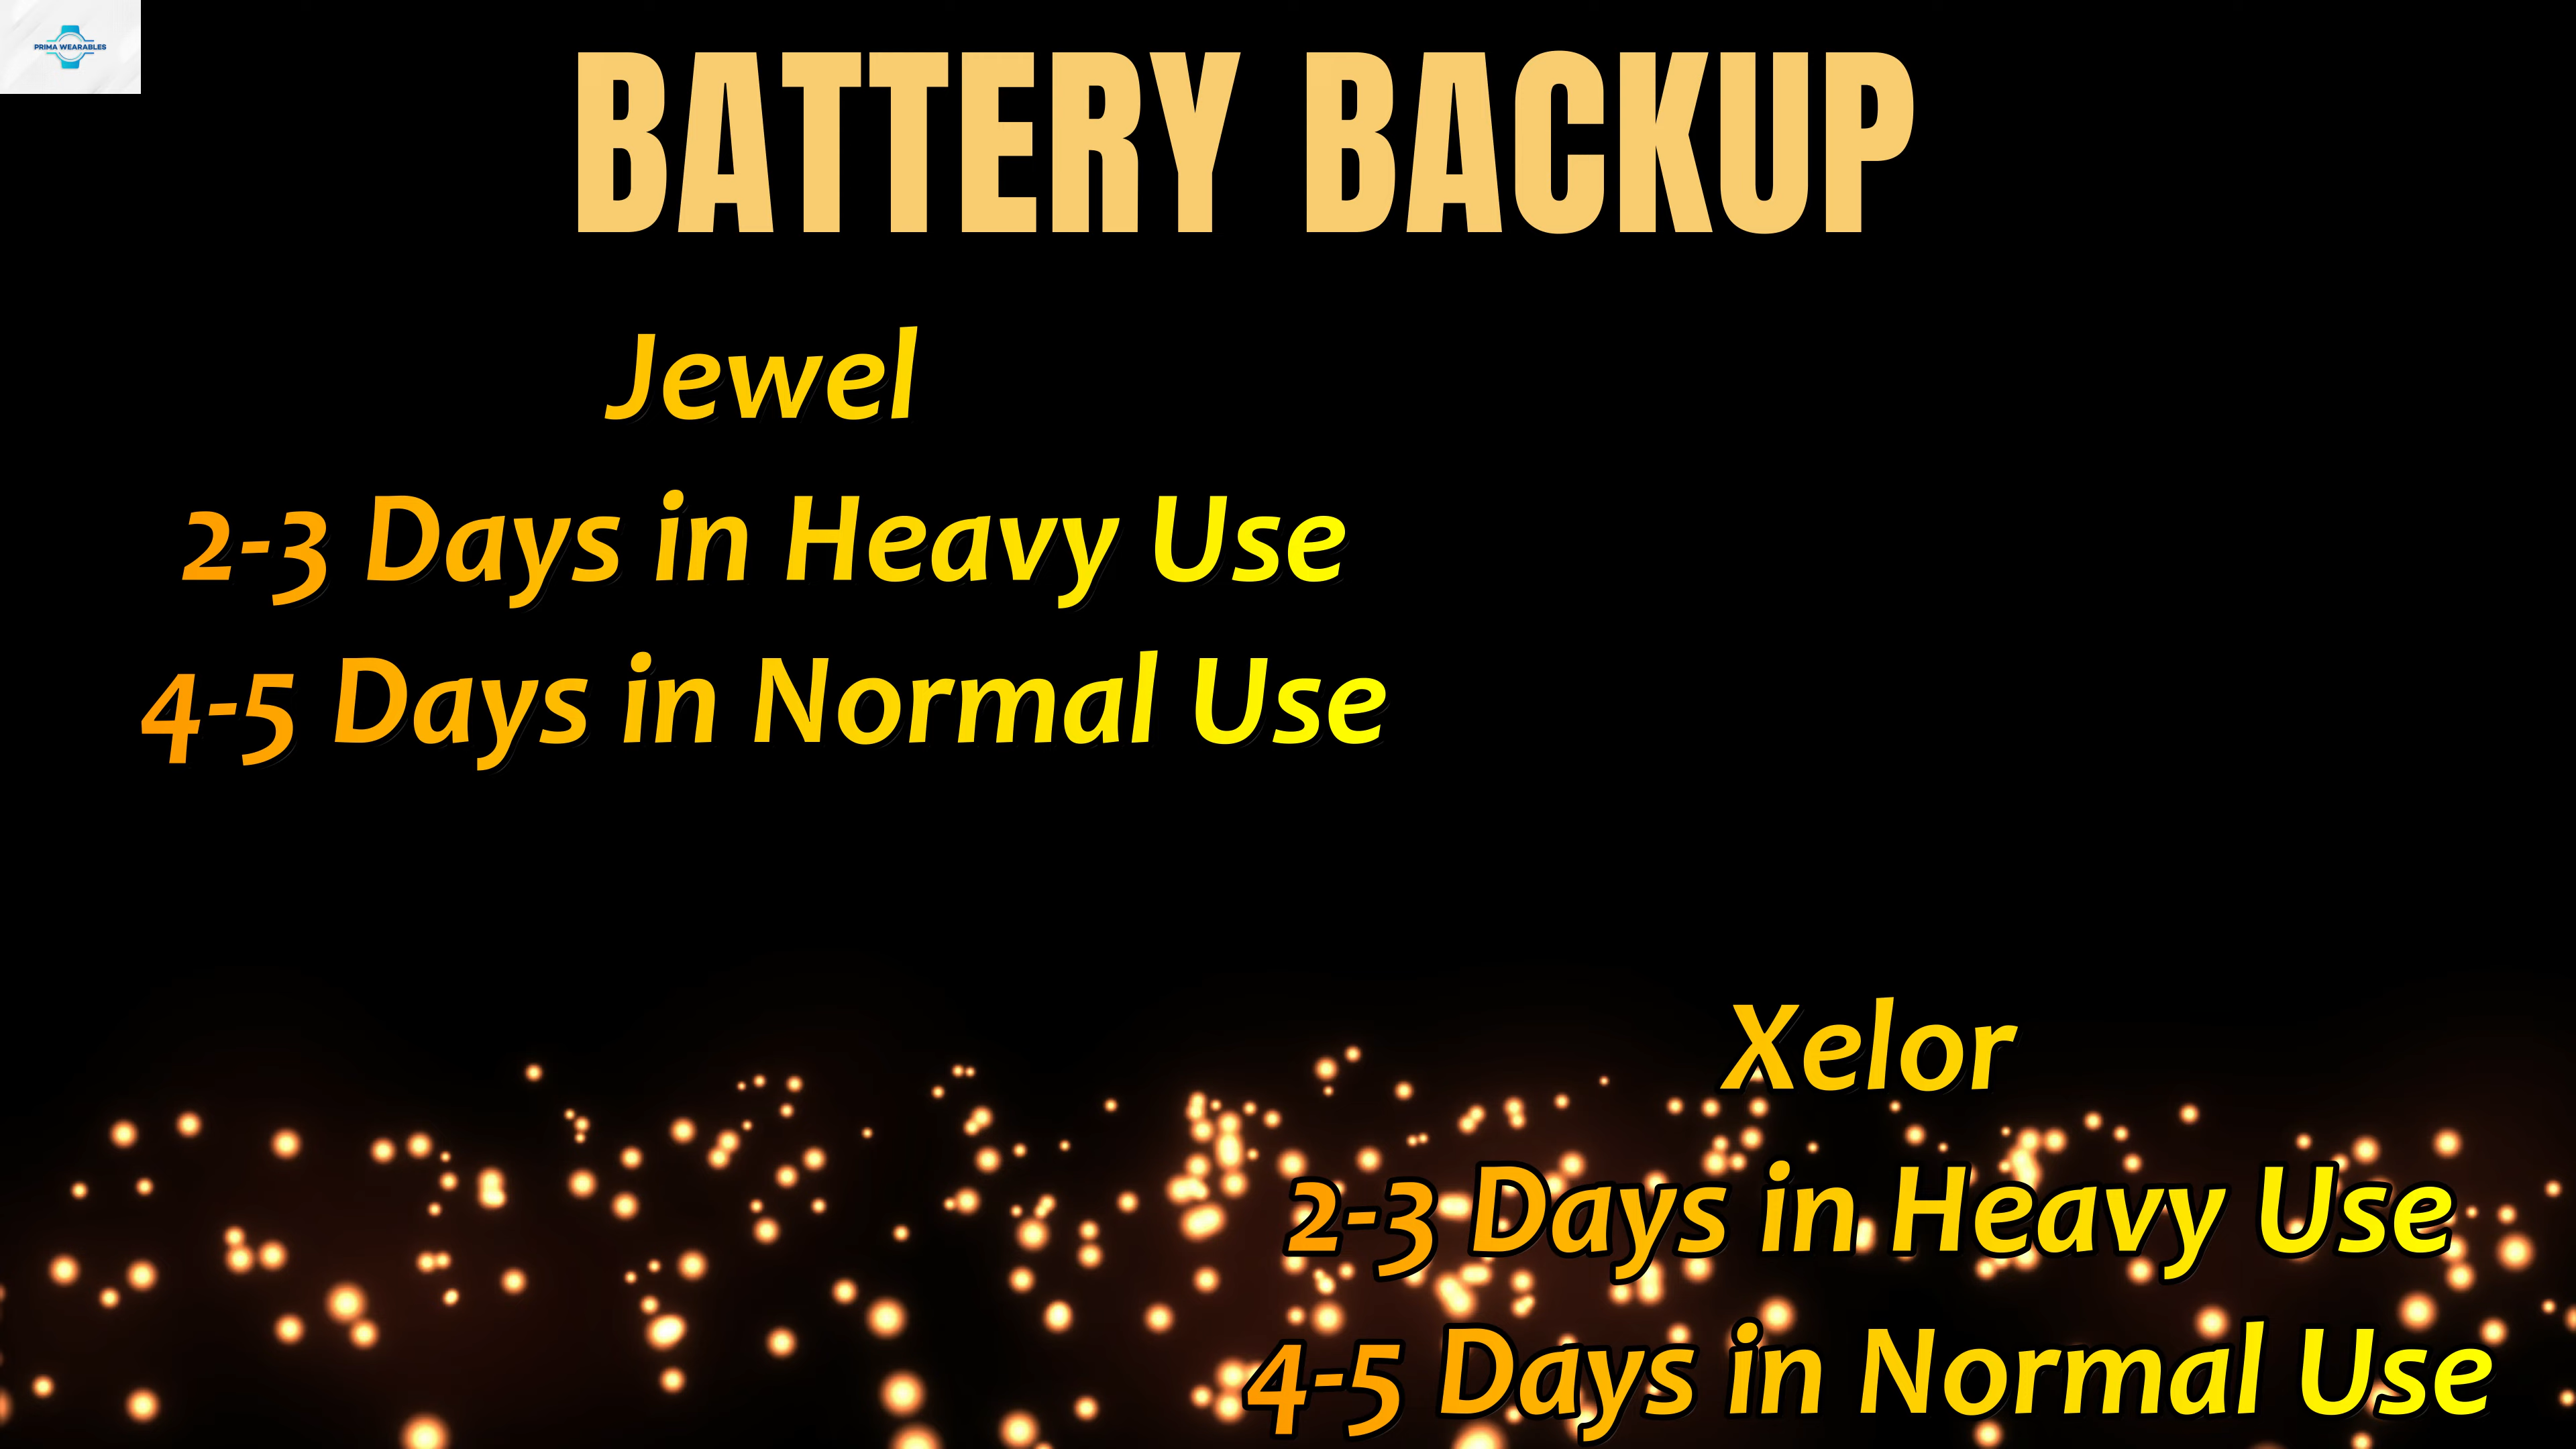 PRIMA WEARABLES
BATTERY BACKUP
Jewel
2-3 Days in Heavy Use
4-5 Days in Normal Use
Xelor
2-3 Days in Heavy Use
4-5 Days in Normal Use